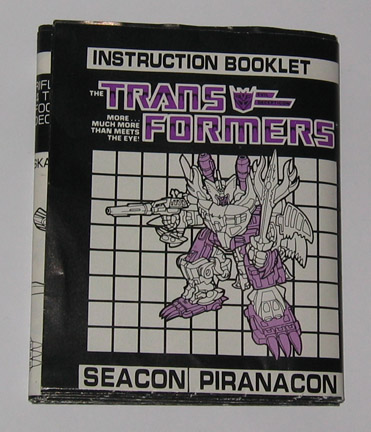 INSTRUCTION BOOKLET
THE TRANS
FORMERS
MORE...
MUCH MORE
THAN MEETS
THE EYE!
SEACON PIRANACON